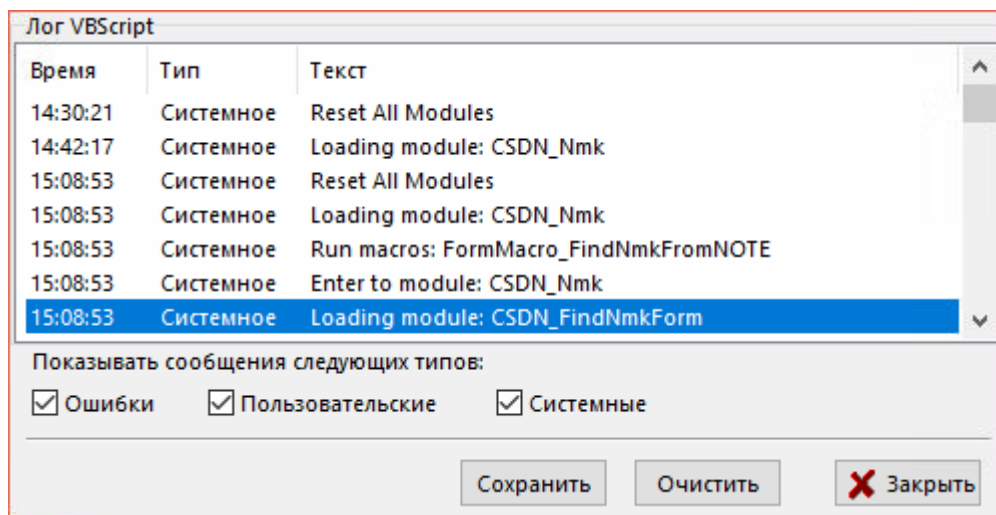 Лог VBScript
Время Тип Текст
14:30:21 Системное Reset All Modules
14:42:17 Системное Loading module: CSDN_Nmk
15:08:53 Системное Reset All Modules
15:08:53 Системное Loading module: CSDN_Nmk
15:08:53 Системное Run macros: FormMacro_FindNmkFromNOTE
15:08:53 Системное Enter to module: CSDN_Nmk
15:08:53 Системное Loading module: CSDN_FindNmkForm
Показывать сообщения следующих типов:
Ошибки Пользовательские Системные
Сохранить Очистить Закрыть